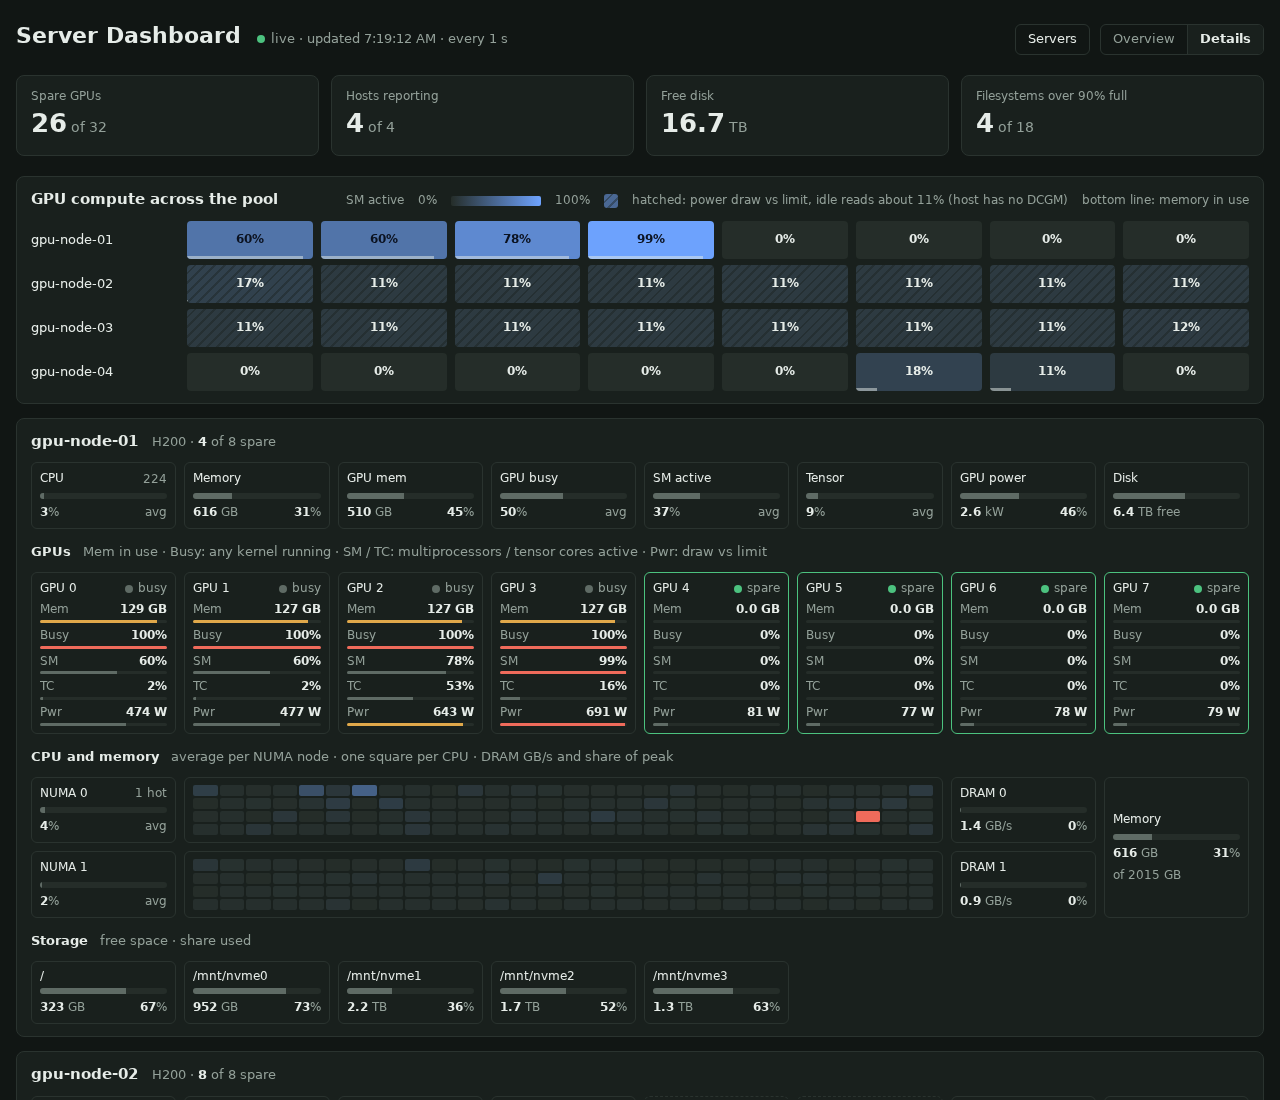 Server Dashboard live · updated 7:19:12 AM · every 1 s Servers Overview Details
Spare GPUs Hosts reporting Free disk Filesystems over 90% full
26 of 32 4 of 4 16.7 TB 4 of 18
GPU compute across the pool SM active 0% 100% hatched: power draw vs limit, idle reads about 11% (host has no DCGM) bottom line: memory in use
gpu-node-01 60% 60% 78% 99% 0% 0% 0% 0%
gpu-node-02 17% 11% 11% 11% 11% 11% 11% 11%
gpu-node-03 11% 11% 11% 11% 11% 11% 11% 12%
gpu-node-04 0% 0% 0% 0% 0% 18% 11% 0%
gpu-node-01 H200 · 4 of 8 spare
CPU 224 Memory GPU mem GPU busy SM active Tensor GPU power Disk
3% avg 616 GB 31% 510 GB 45% 50% avg 37% avg 9% avg 2.6 kW 46% 6.4 TB free
GPUs Mem in use · Busy: any kernel running · SM / TC: multiprocessors / tensor cores active · Pwr: draw vs limit
GPU 0 busy GPU 1 busy GPU 2 busy GPU 3 busy GPU 4 spare GPU 5 spare GPU 6 spare GPU 7 spare
Mem 129 GB Mem 127 GB Mem 127 GB Mem 127 GB Mem 0.0 GB Mem 0.0 GB Mem 0.0 GB Mem 0.0 GB
Busy 100% Busy 100% Busy 100% Busy 100% Busy 0% Busy 0% Busy 0% Busy 0%
SM 60% SM 60% SM 78% SM 99% SM 0% SM 0% SM 0% SM 0%
TC 2% TC 2% TC 53% TC 16% TC 0% TC 0% TC 0% TC 0%
Pwr 474 W Pwr 477 W Pwr 643 W Pwr 691 W Pwr 81 W Pwr 77 W Pwr 78 W Pwr 79 W
CPU and memory average per NUMA node · one square per CPU · DRAM GB/s and share of peak
NUMA 0 1 hot DRAM 0
4% avg 1.4 GB/s 0%
NUMA 1 DRAM 1
2% avg 0.9 GB/s 0%
Memory
616 GB 31%
of 2015 GB
Storage free space · share used
/ /mnt/nvme0 /mnt/nvme1 /mnt/nvme2 /mnt/nvme3
323 GB 67% 952 GB 73% 2.2 TB 36% 1.7 TB 52% 1.3 TB 63%
gpu-node-02 H200 · 8 of 8 spare